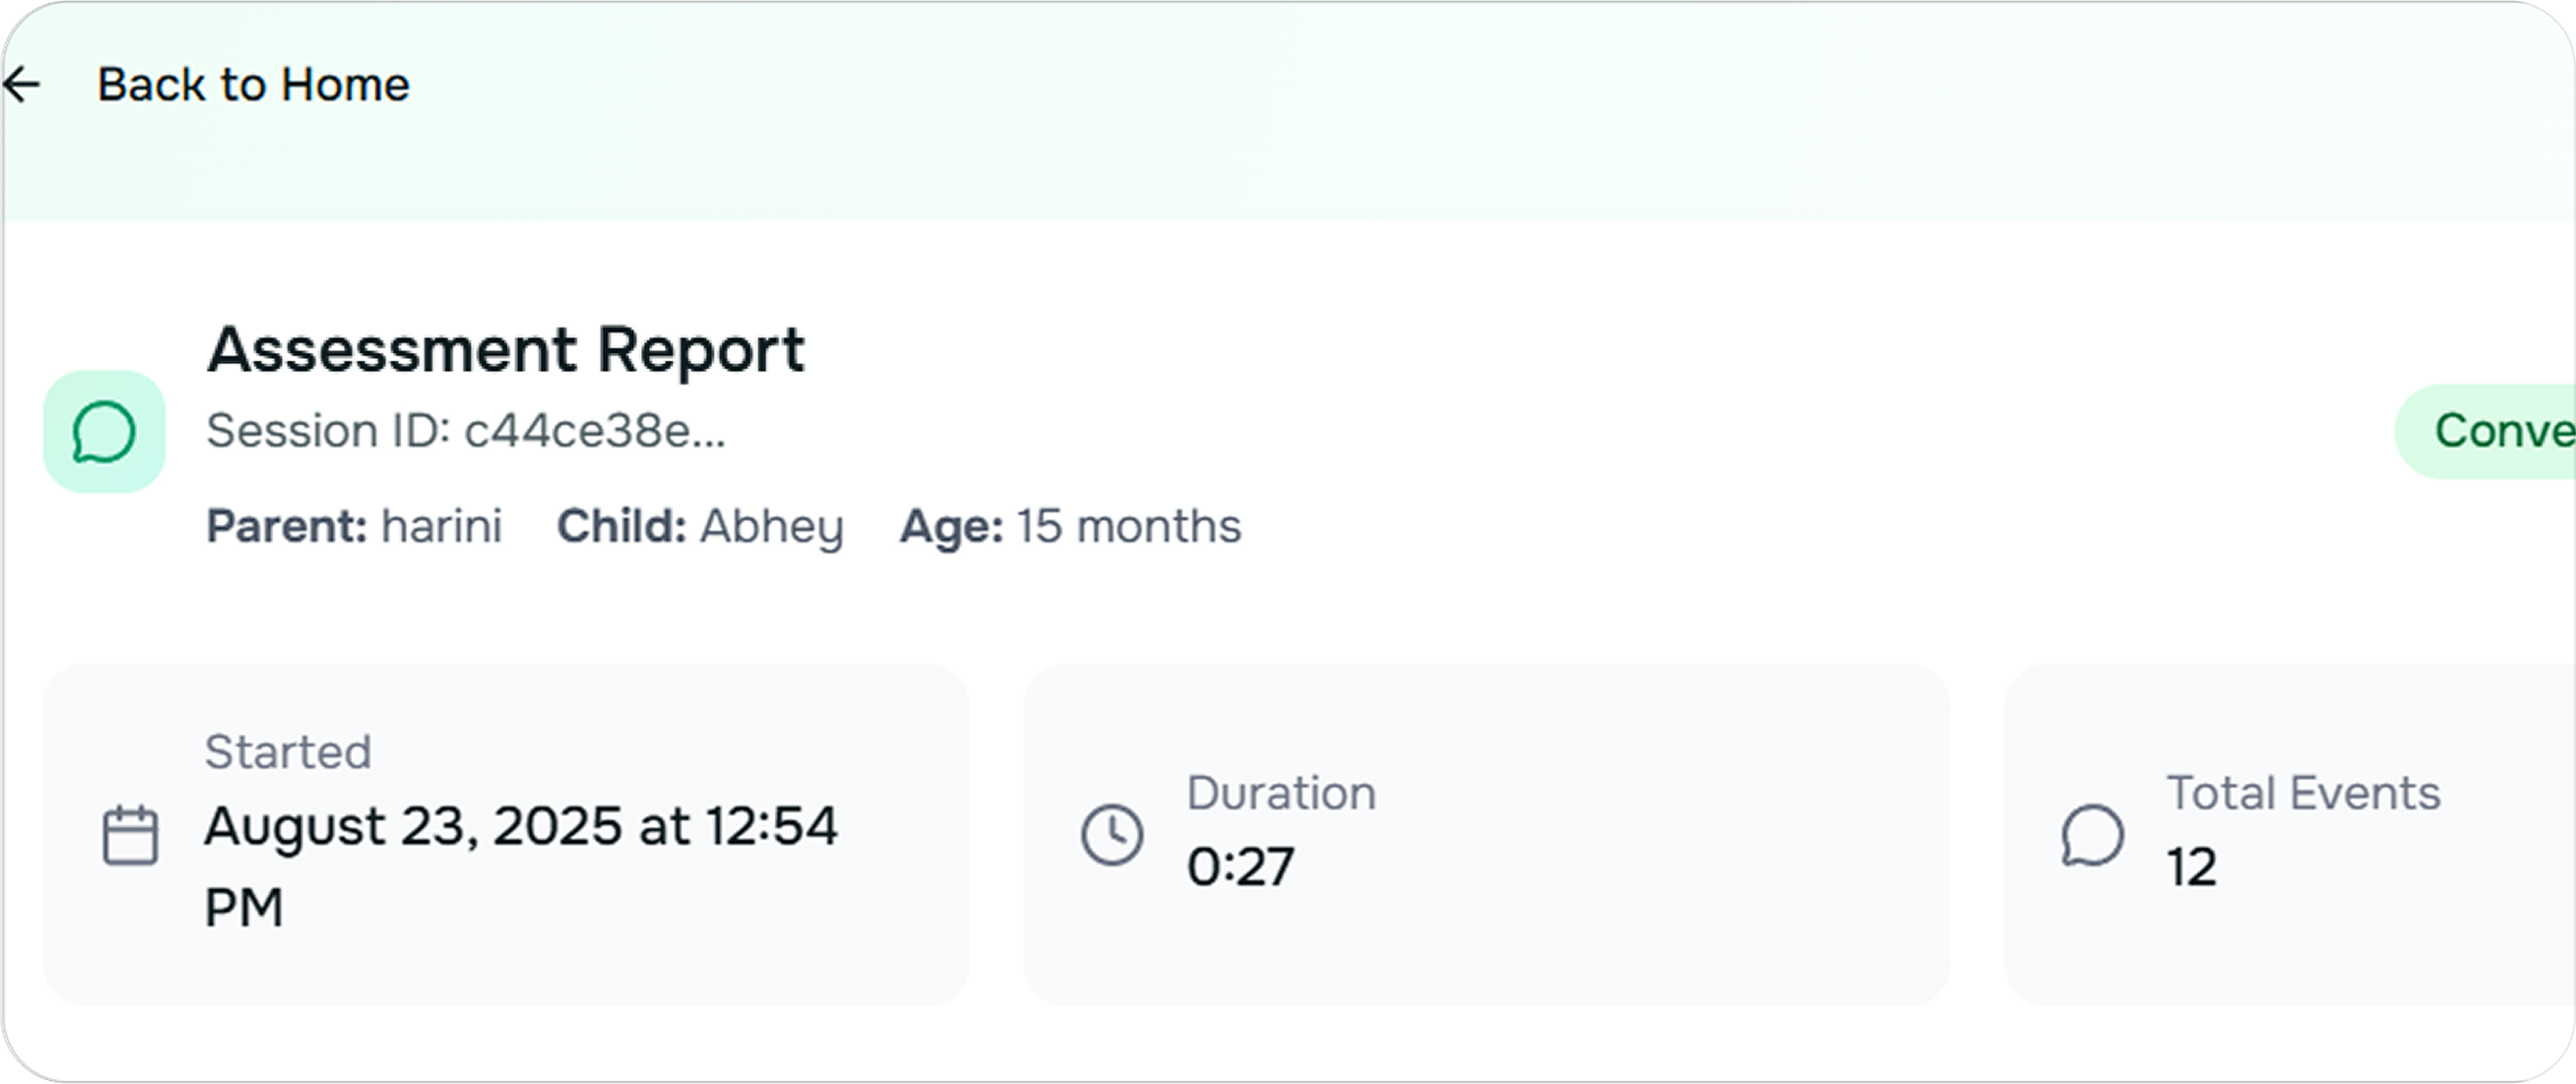 Back to Home
Assessment Report
Session ID: c44ce38e...
Parent: harini Child: Abhey Age: 15 months
Started
August 23, 2025 at 12:54
PM
Duration
0:27
Total Events
12